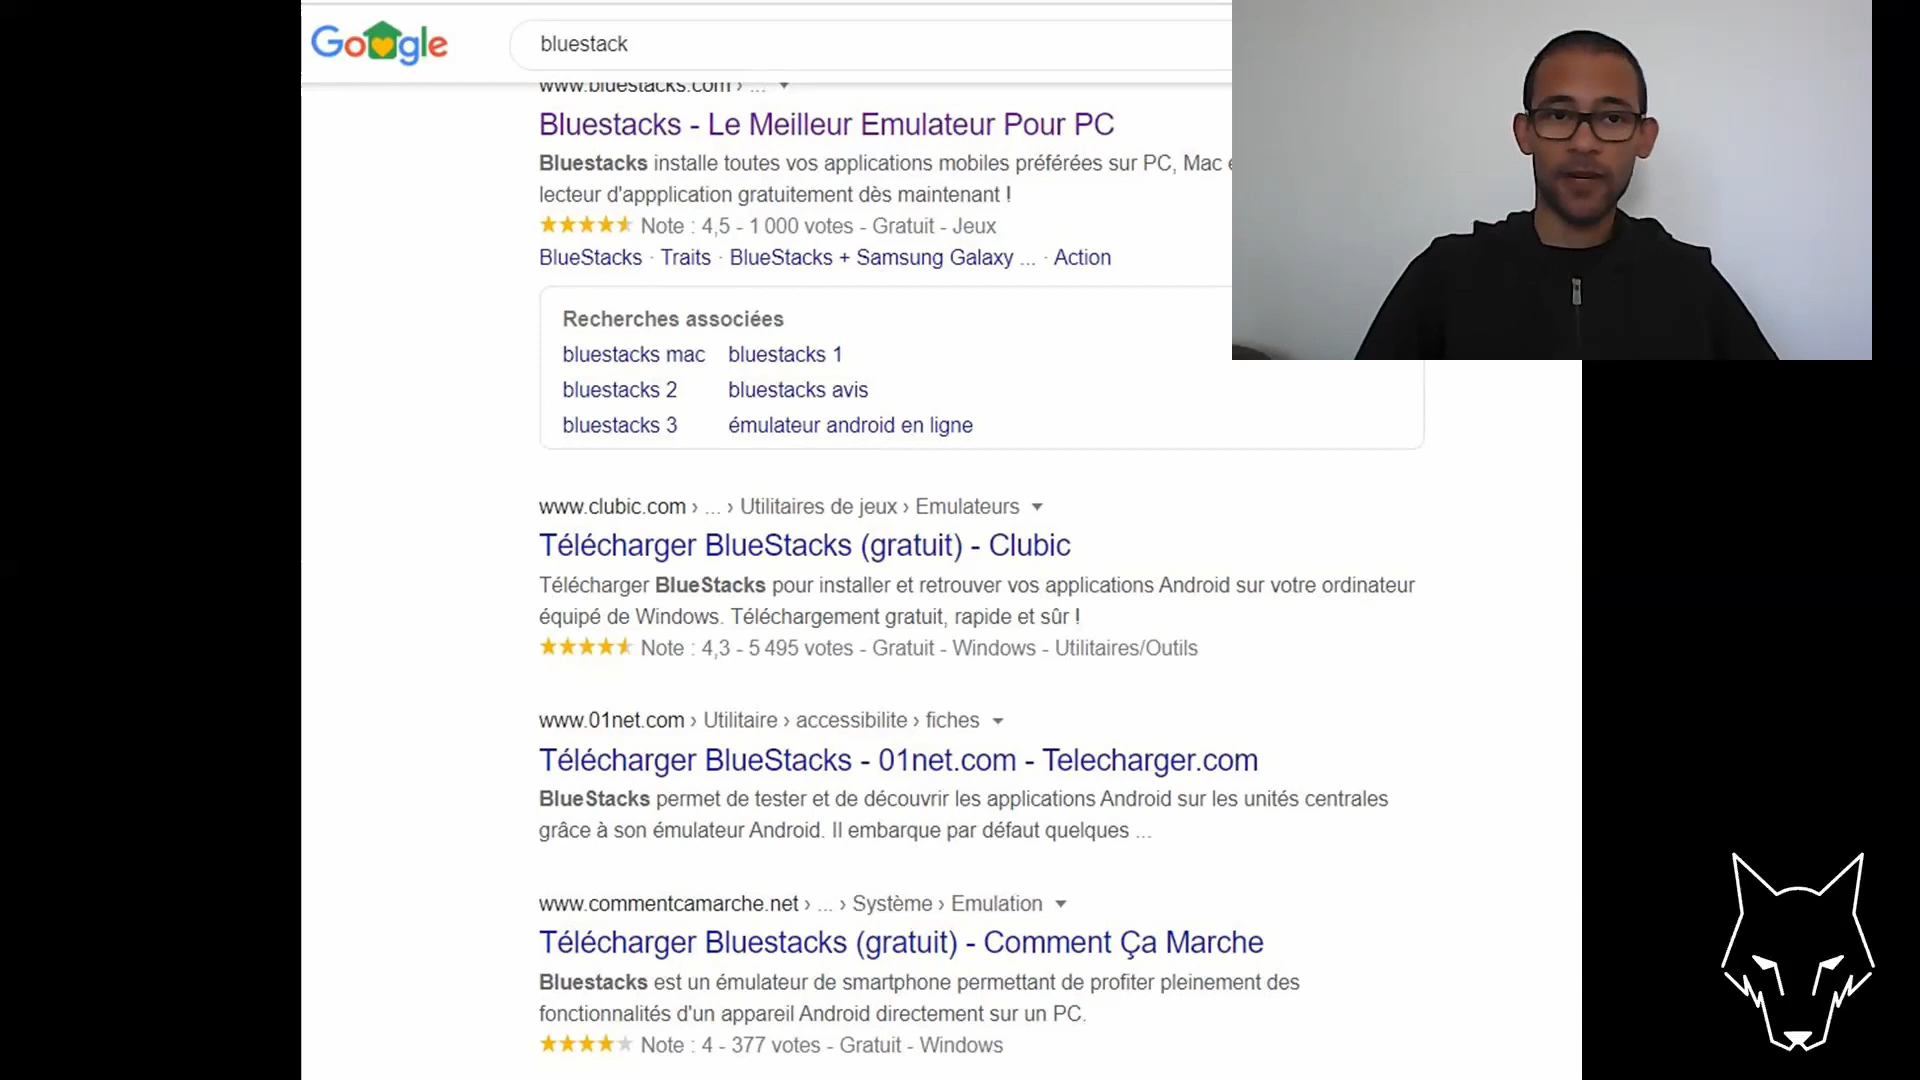 Google
bluestack
www.bluestacks.com › ...
Bluestacks - Le Meilleur Emulateur Pour PC
Bluestacks installe toutes vos applications mobiles préférées sur PC, Mac
lecteur d'appplication gratuitement dès maintenant !
Note : 4,5 - 1 000 votes - Gratuit - Jeux
BlueStacks · Traits · BlueStacks + Samsung Galaxy ... · Action
Recherches associées
bluestacks mac bluestacks 1
bluestacks 2 bluestacks avis
bluestacks 3 émulateur android en ligne
www.clubic.com › ... › Utilitaires de jeux › Emulateurs
Télécharger BlueStacks (gratuit) - Clubic
Télécharger BlueStacks pour installer et retrouver vos applications Android sur votre ordinateur
équipé de Windows. Téléchargement gratuit, rapide et sûr !
Note : 4,3 - 5 495 votes - Gratuit - Windows - Utilitaires/Outils
www.01net.com › Utilitaire › accessibilite › fiches
Télécharger BlueStacks - 01net.com - Telecharger.com
BlueStacks permet de tester et de découvrir les applications Android sur les unités centrales
grâce à son émulateur Android. Il embarque par défaut quelques ...
www.commentcamarche.net › ... › Système › Emulation
Télécharger Bluestacks (gratuit) - Comment Ça Marche
Bluestacks est un émulateur de smartphone permettant de profiter pleinement des
fonctionnalités d'un appareil Android directement sur un PC.
Note : 4 - 377 votes - Gratuit - Windows